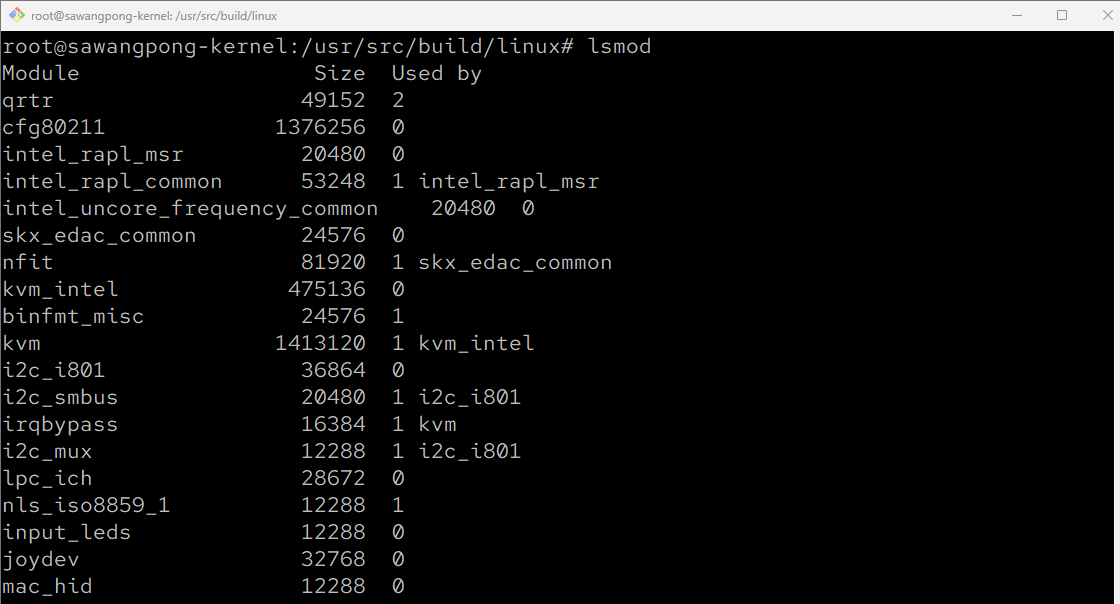 root@sawangpong-kernel: /usr/src/build/linux
root@sawangpong-kernel:/usr/src/build/linux# lsmod
Module                  Size  Used by
qrtr                   49152  2
cfg80211             1376256  0
intel_rapl_msr         20480  0
intel_rapl_common      53248  1 intel_rapl_msr
intel_uncore_frequency_common    20480  0
skx_edac_common        24576  0
nfit                   81920  1 skx_edac_common
kvm_intel             475136  0
binfmt_misc            24576  1
kvm                  1413120  1 kvm_intel
i2c_i801               36864  0
i2c_smbus              20480  1 i2c_i801
irqbypass              16384  1 kvm
i2c_mux                12288  1 i2c_i801
lpc_ich                28672  0
nls_iso8859_1          12288  1
input_leds             12288  0
joydev                 32768  0
mac_hid                12288  0